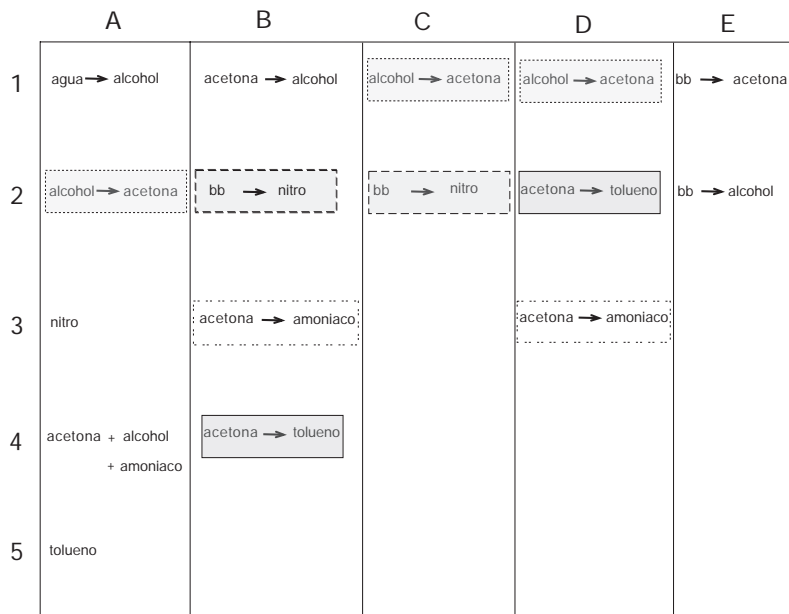 A B C D E
1 agua → alcohol acetona → alcohol alcohol → acetona alcohol → acetona bb → acetona
2 alcohol → acetona bb → nitro bb → nitro acetona → tolueno bb → alcohol
3 nitro acetona → amoniaco acetona → amoniaco
4 acetona + alcohol acetona → tolueno
+ amoniaco
5 tolueno